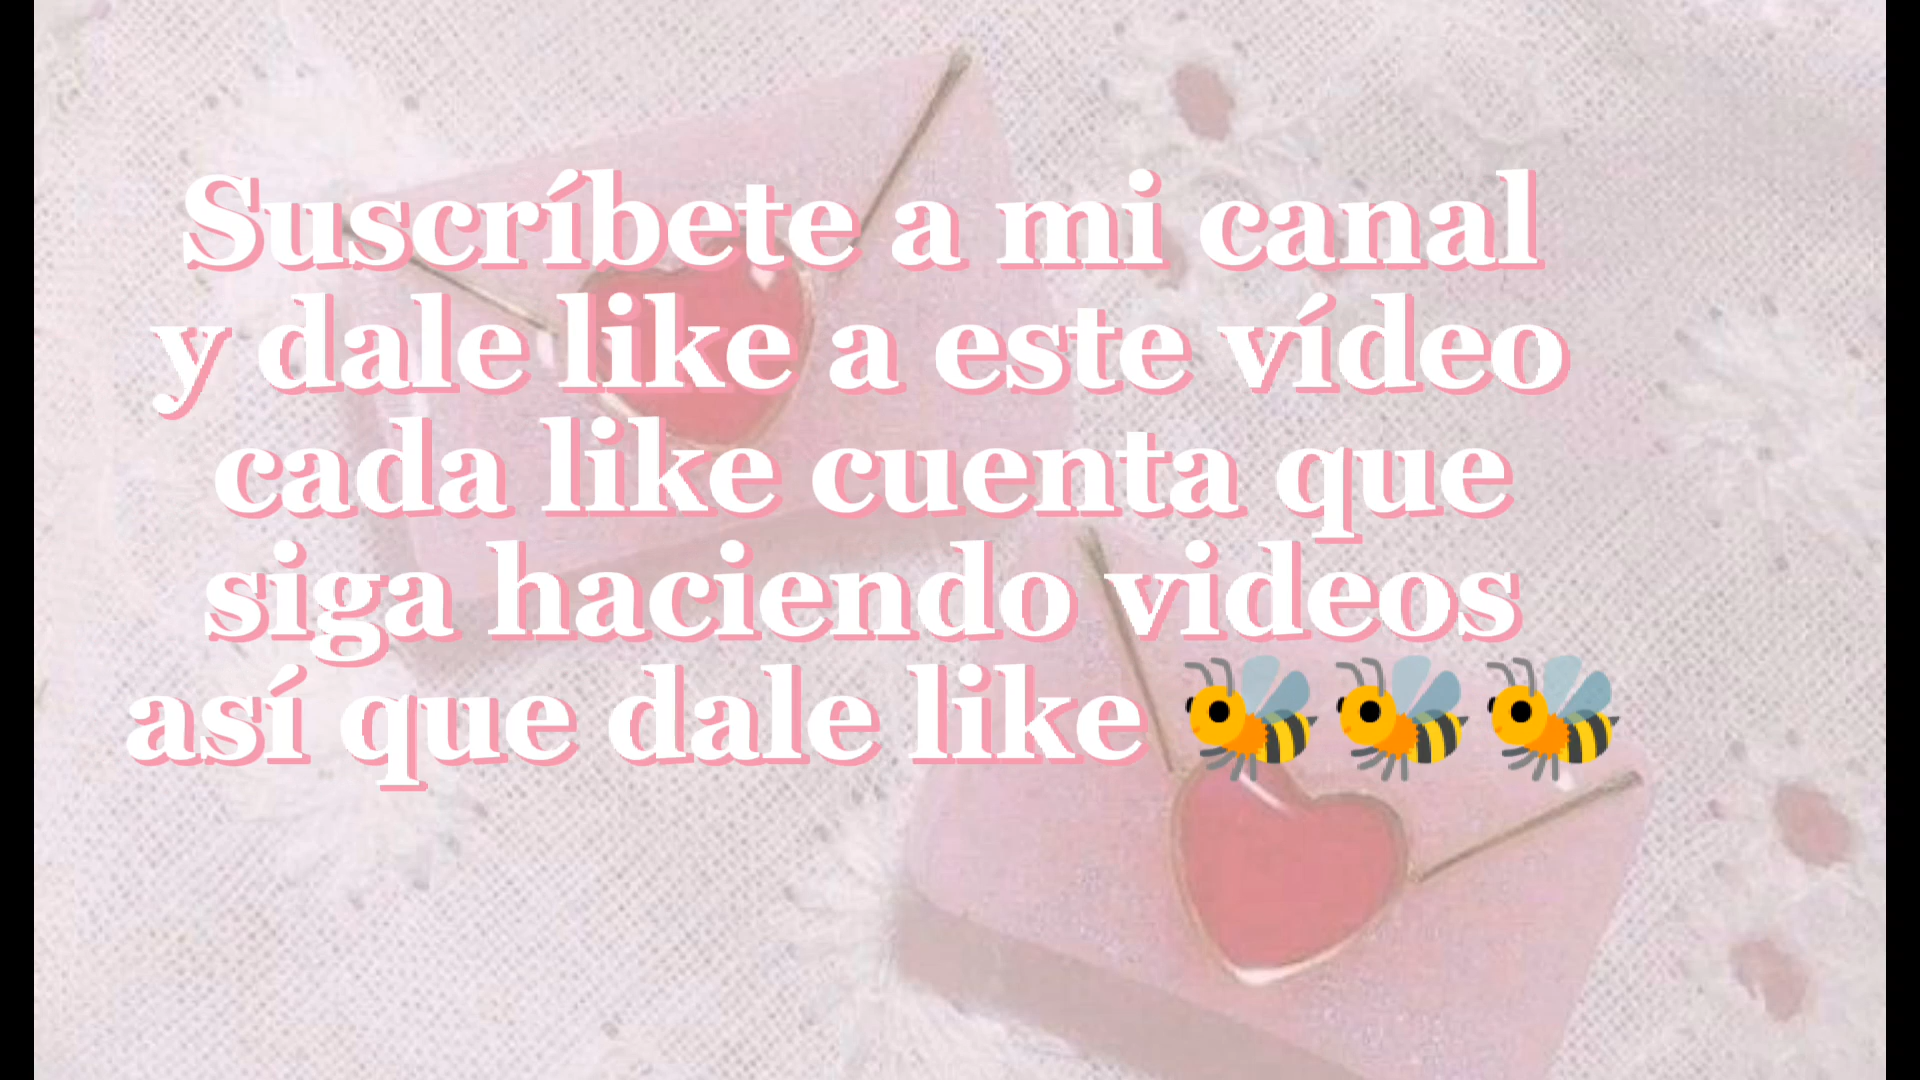 Suscríbete a mi canal
y dale like a este vídeo
cada like cuenta que
siga haciendo videos
así que dale like 🐝🐝🐝